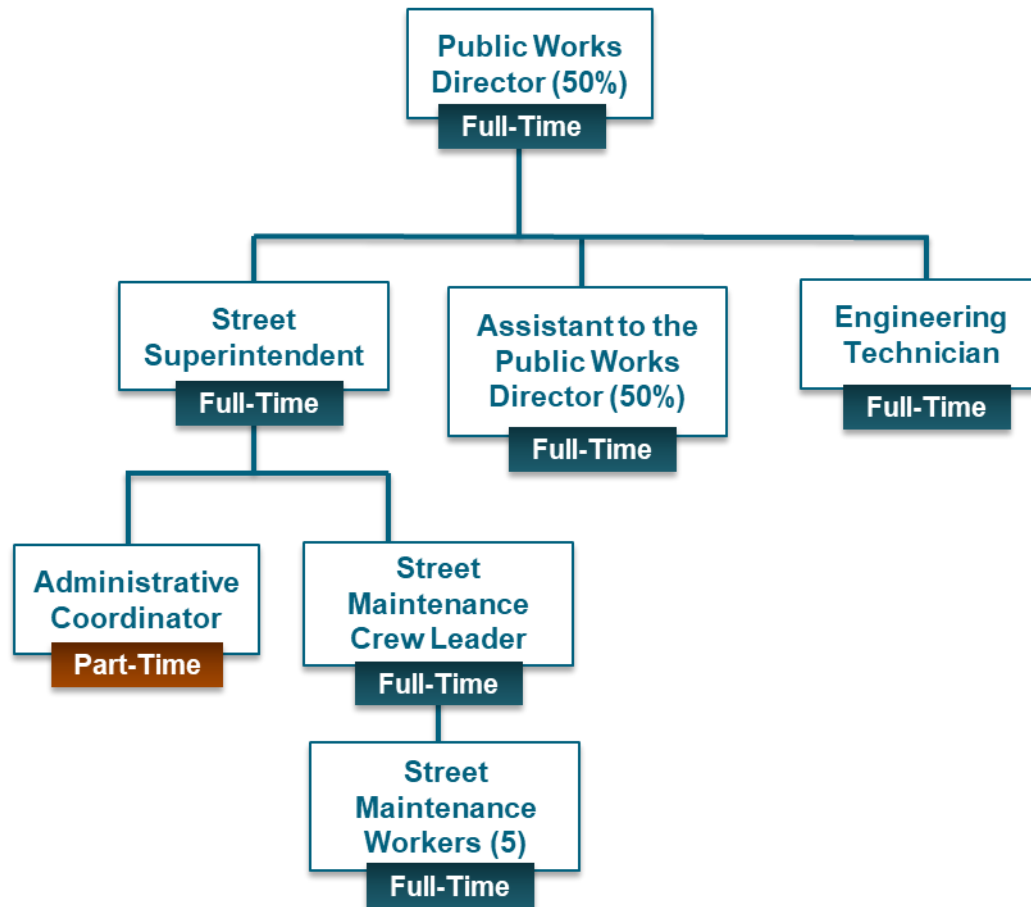 Public Works
Director (50%)
Full-Time
Street
Superintendent
Full-Time
Assistant to the
Public Works
Director (50%)
Full-Time
Engineering
Technician
Full-Time
Administrative
Coordinator
Part-Time
Street
Maintenance
Crew Leader
Full-Time
Street
Maintenance
Workers (5)
Full-Time